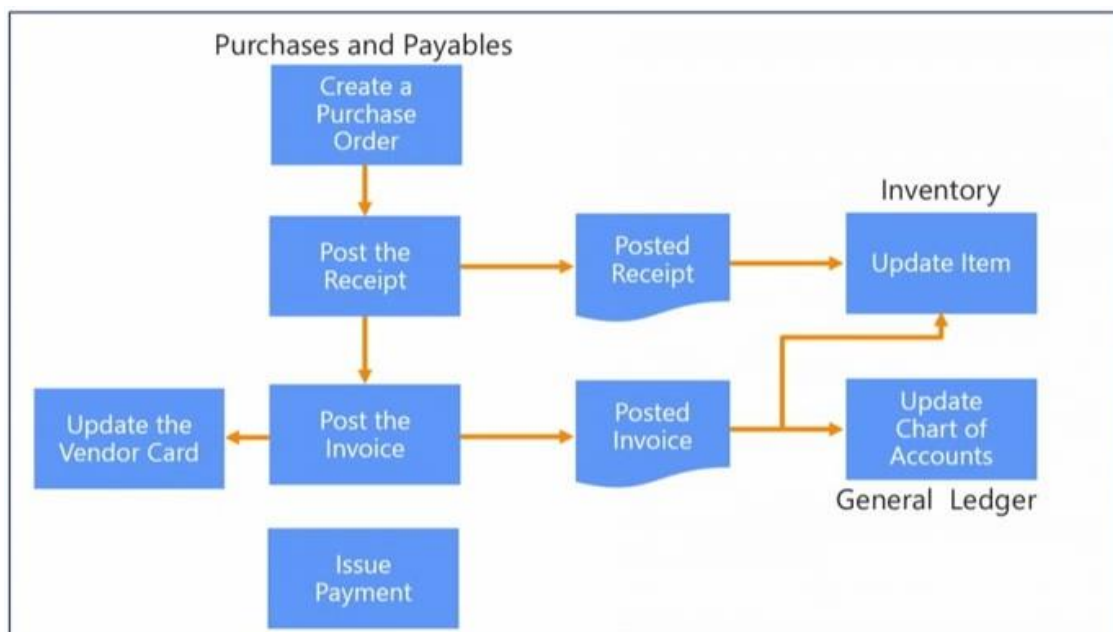 Purchases and Payables
Create a
Purchase
Order
Inventory
Post the
Receipt
Posted
Receipt
Update Item
Update the
Vendor Card
Post the
Invoice
Posted
Invoice
Update
Chart of
Accounts
General Ledger
Issue
Payment